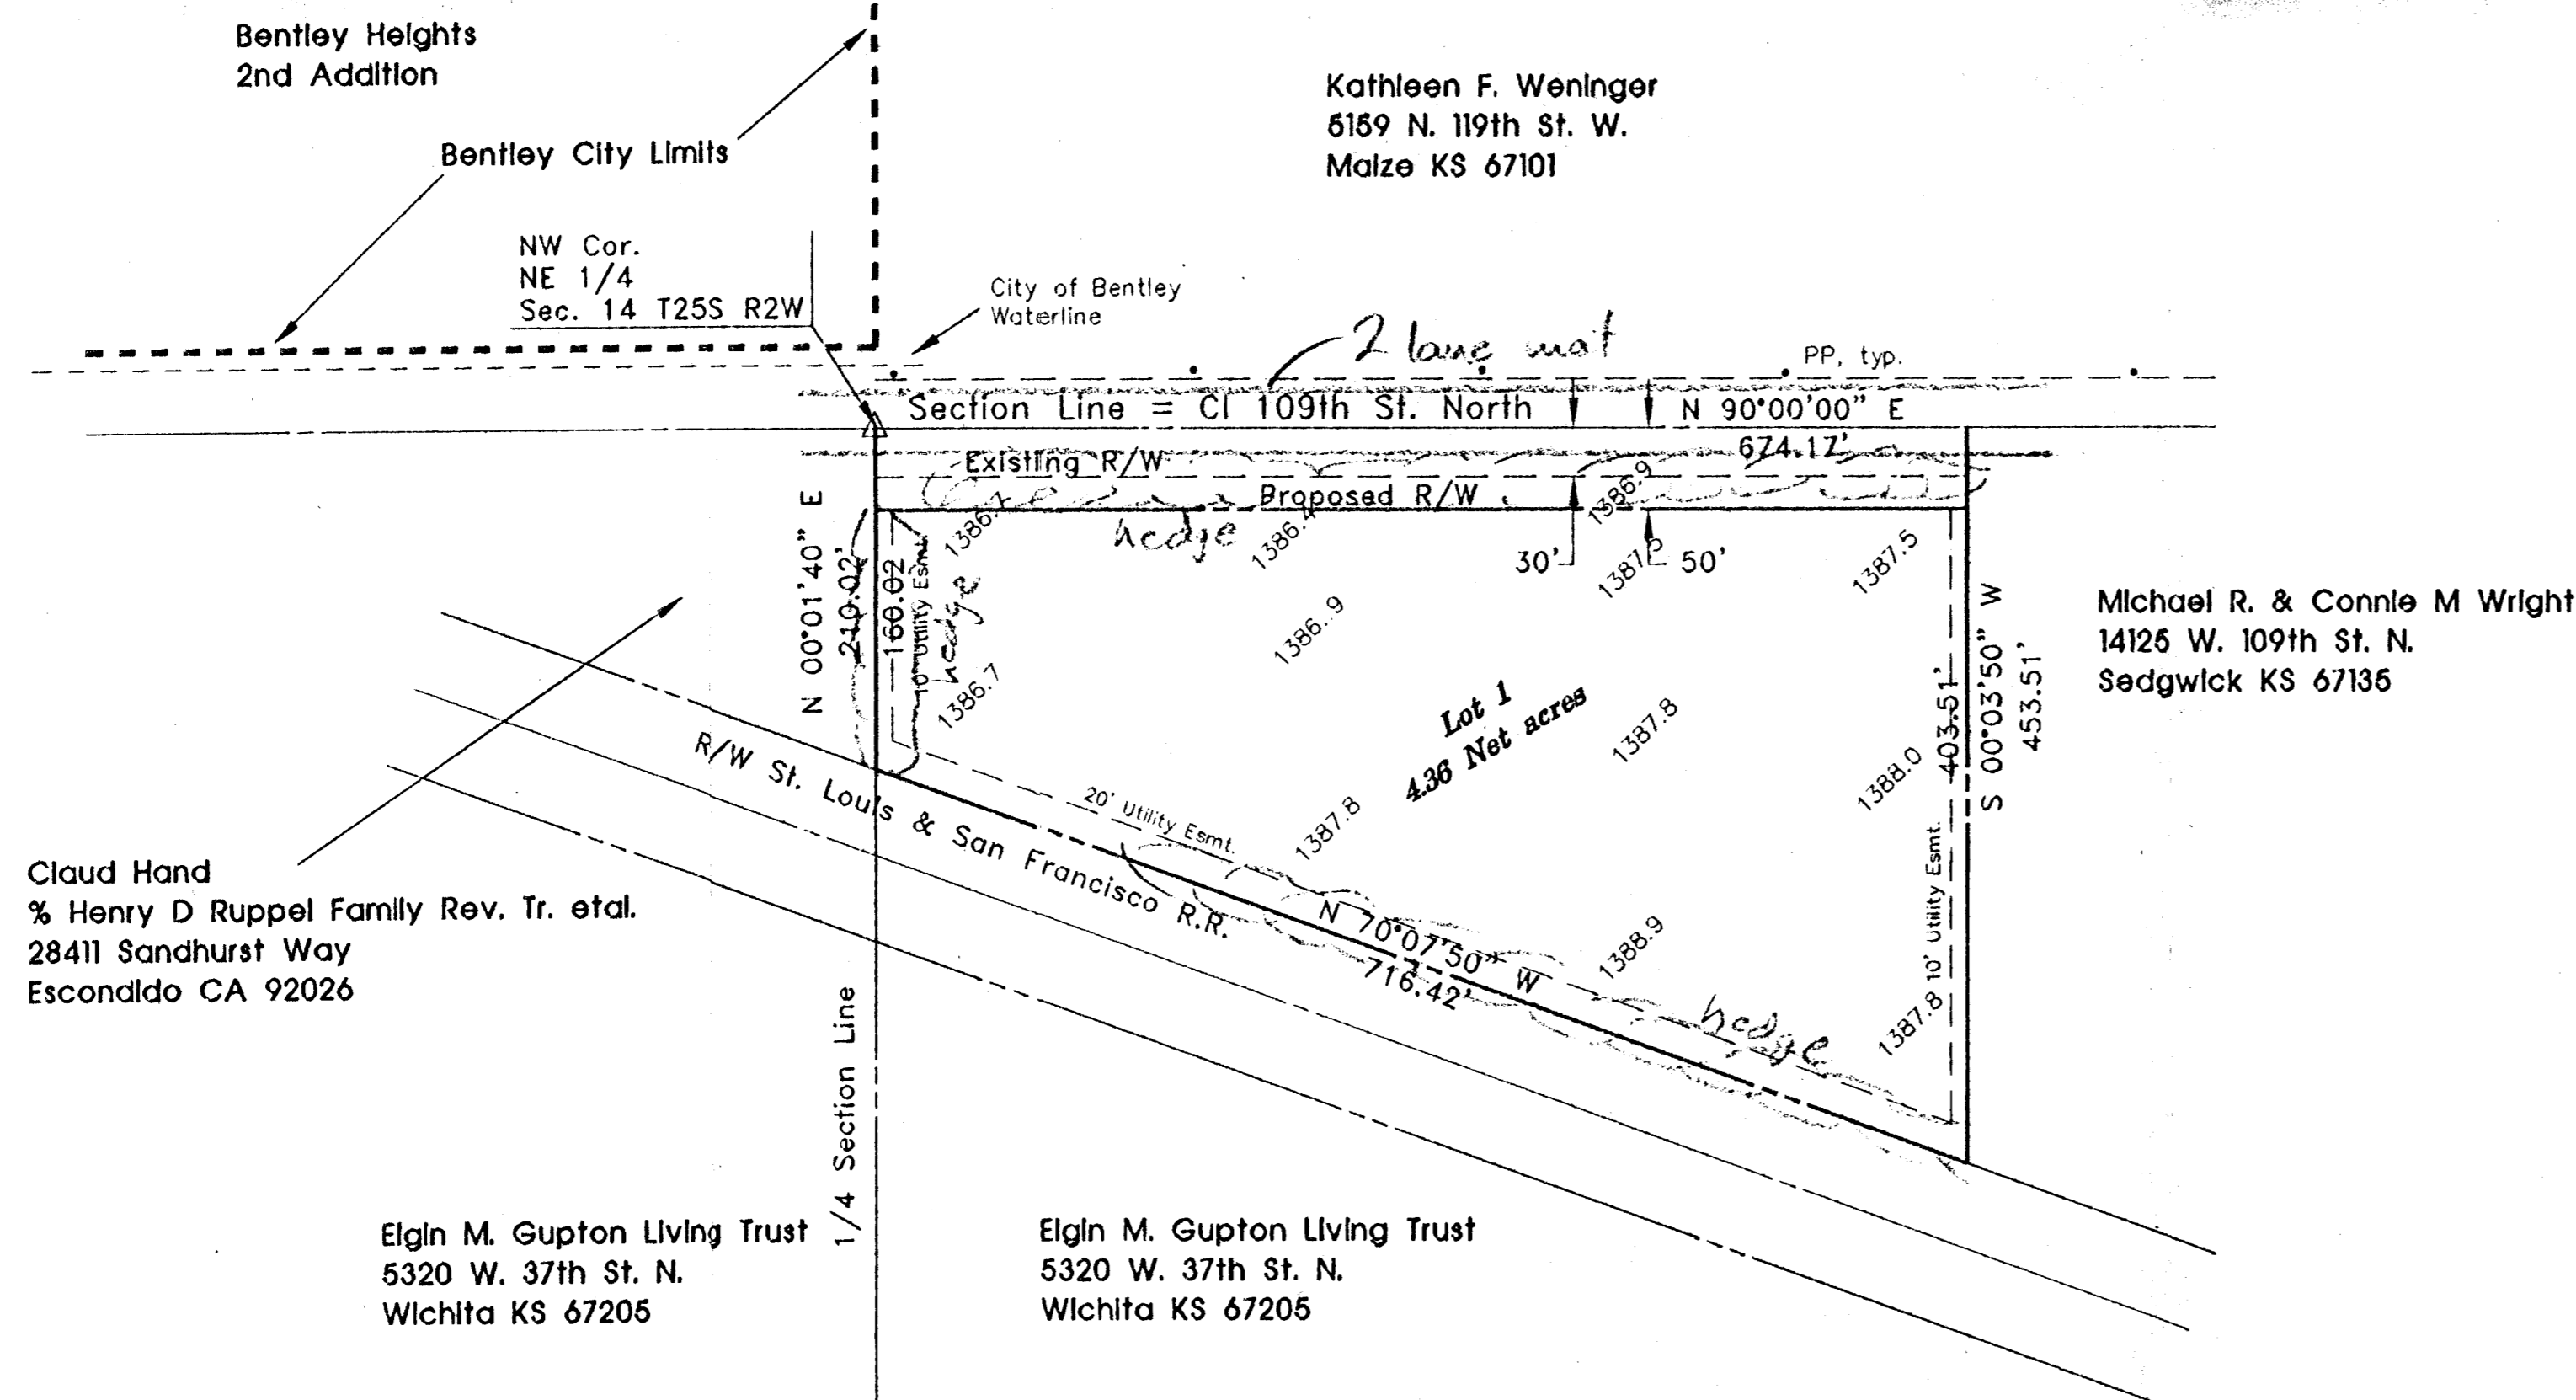 Bentley Heights
2nd Addition
Bentley City Limits
Kathleen F. Weninger
5159 N. 119th St. W.
Maize KS 67101
NW Cor.
NE 1/4
Sec. 14 T25S R2W
City of Bentley
Waterline
2 lane mat
PP, typ.
Section Line = Cl 109th St. North
N 90°00'00" E
674.17'
Existing R/W
Proposed R/W
hedge
30'
50'
N 00°01'40" E
210.02'
160.02
10' Utility Esmt.
hedge
1386.4
1386.9
1387.5
1387.5
1386.9
1386.7
1387.8
1388.0
1387.8
1388.9
1387.8
Lot 1
4.36 Net acres
403.51'
S 00°03'50" W
453.51'
10' Utility Esmt.
Michael R. & Connie M Wright
14125 W. 109th St. N.
Sedgwick KS 67135
R/W St. Louis & San Francisco R.R.
20' Utility Esmt.
N 70°07'50" W
716.42'
hedge
Claud Hand
% Henry D Ruppel Family Rev. Tr. etal.
28411 Sandhurst Way
Escondido CA 92026
1/4 Section Line
Elgin M. Gupton Living Trust
5320 W. 37th St. N.
Wichita KS 67205
Elgin M. Gupton Living Trust
5320 W. 37th St. N.
Wichita KS 67205